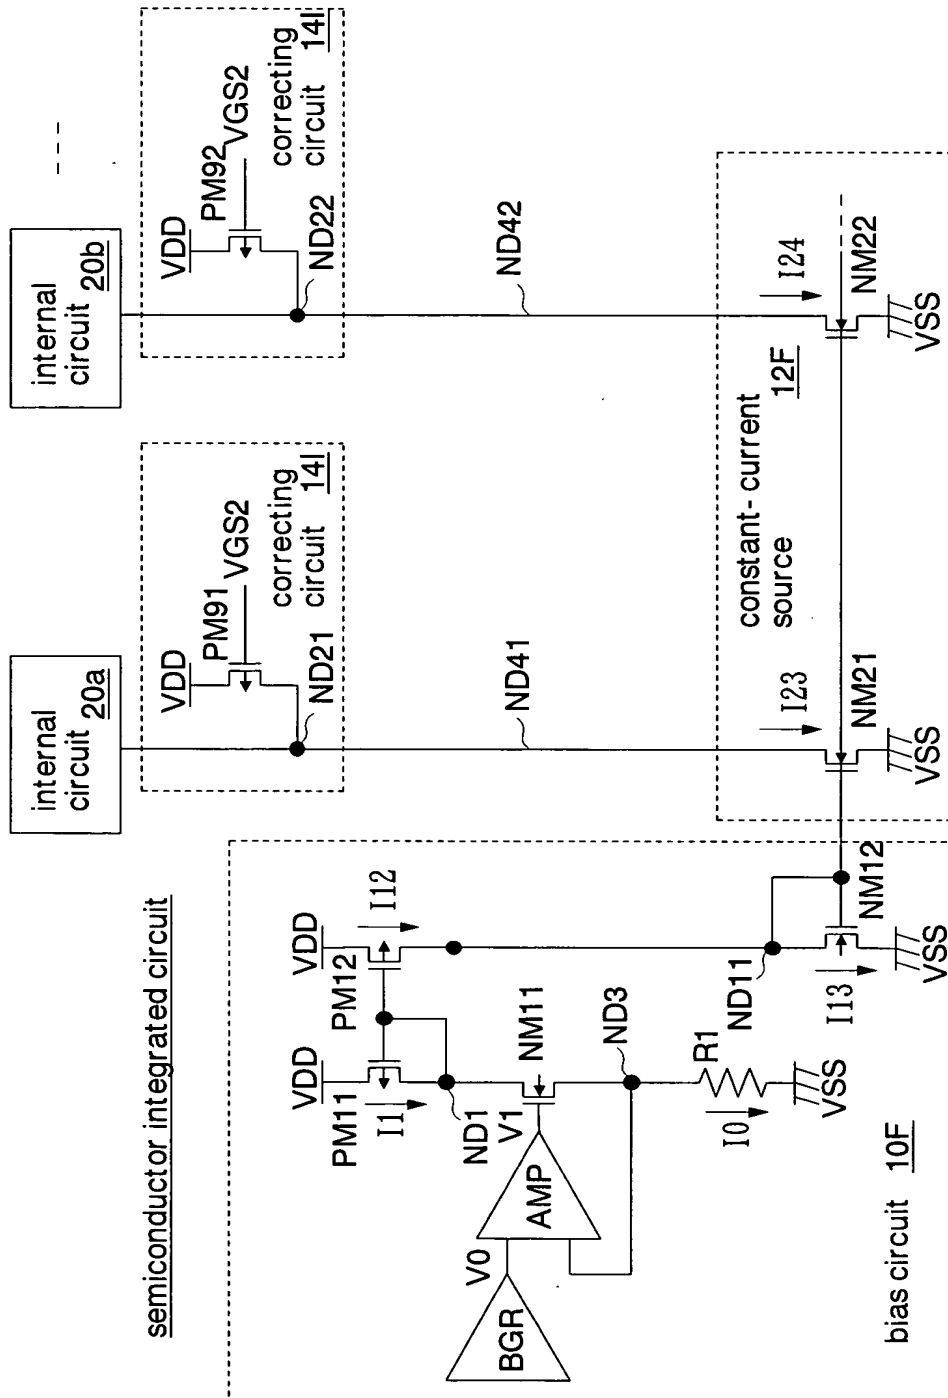 semiconductor integrated circuit
internal
circuit 20a
internal
circuit 20b
VDD
PM91
VGS2
ND21
correcting
circuit 14I
VDD
PM92
VGS2
ND22
correcting
circuit 14I
ND41
ND42
VDD
PM11
I1
ND1
VDD
PM12
I12
BGR
V0
AMP
V1
NM11
ND3
R1
I0
VSS
ND11
I13
NM12
VSS
bias circuit 10F
constant-current
source 12F
I23
NM21
VSS
I24
NM22
VSS